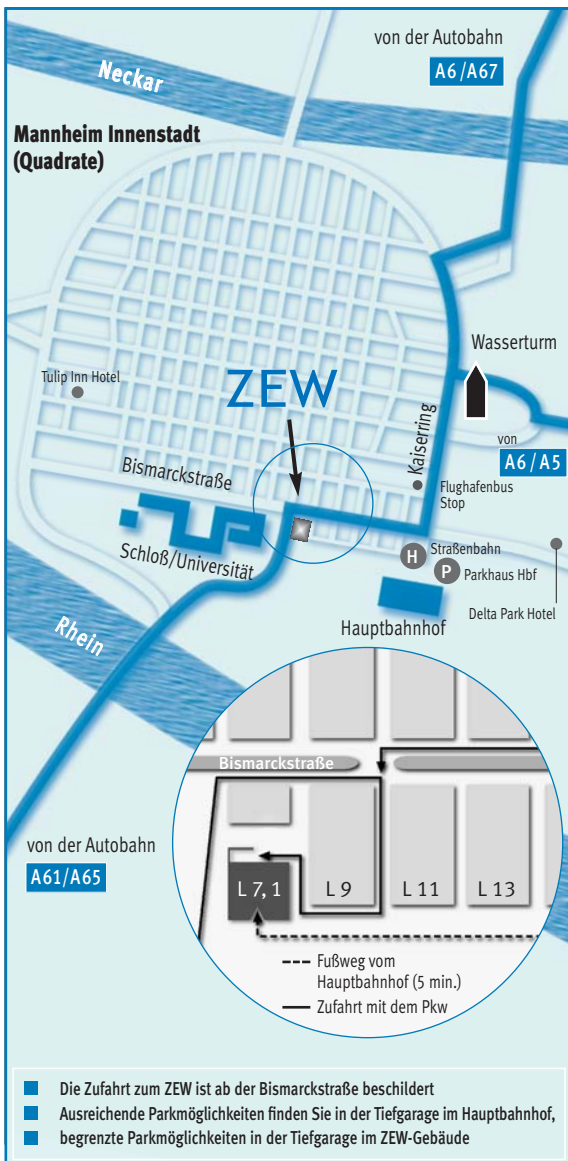 von der Autobahn
A6/A67
Neckar
Mannheim Innenstadt
(Quadrate)
Wasserturm
Tulip Inn Hotel
ZEW
Kaiserring
von
A6/A5
Bismarckstraße
Flughafenbus
Stop
Schloß/Universität
H
Straßenbahn
P
Parkhaus Hbf
Delta Park Hotel
Hauptbahnhof
Rhein
Bismarckstraße
von der Autobahn
A61/A65
L 7, 1
L 9
L 11
L 13
Fußweg vom
Hauptbahnhof (5 min.)
Zufahrt mit dem Pkw
Die Zufahrt zum ZEW ist ab der Bismarckstraße beschildert
Ausreichende Parkmöglichkeiten finden Sie in der Tiefgarage im Hauptbahnhof,
begrenzte Parkmöglichkeiten in der Tiefgarage im ZEW-Gebäude